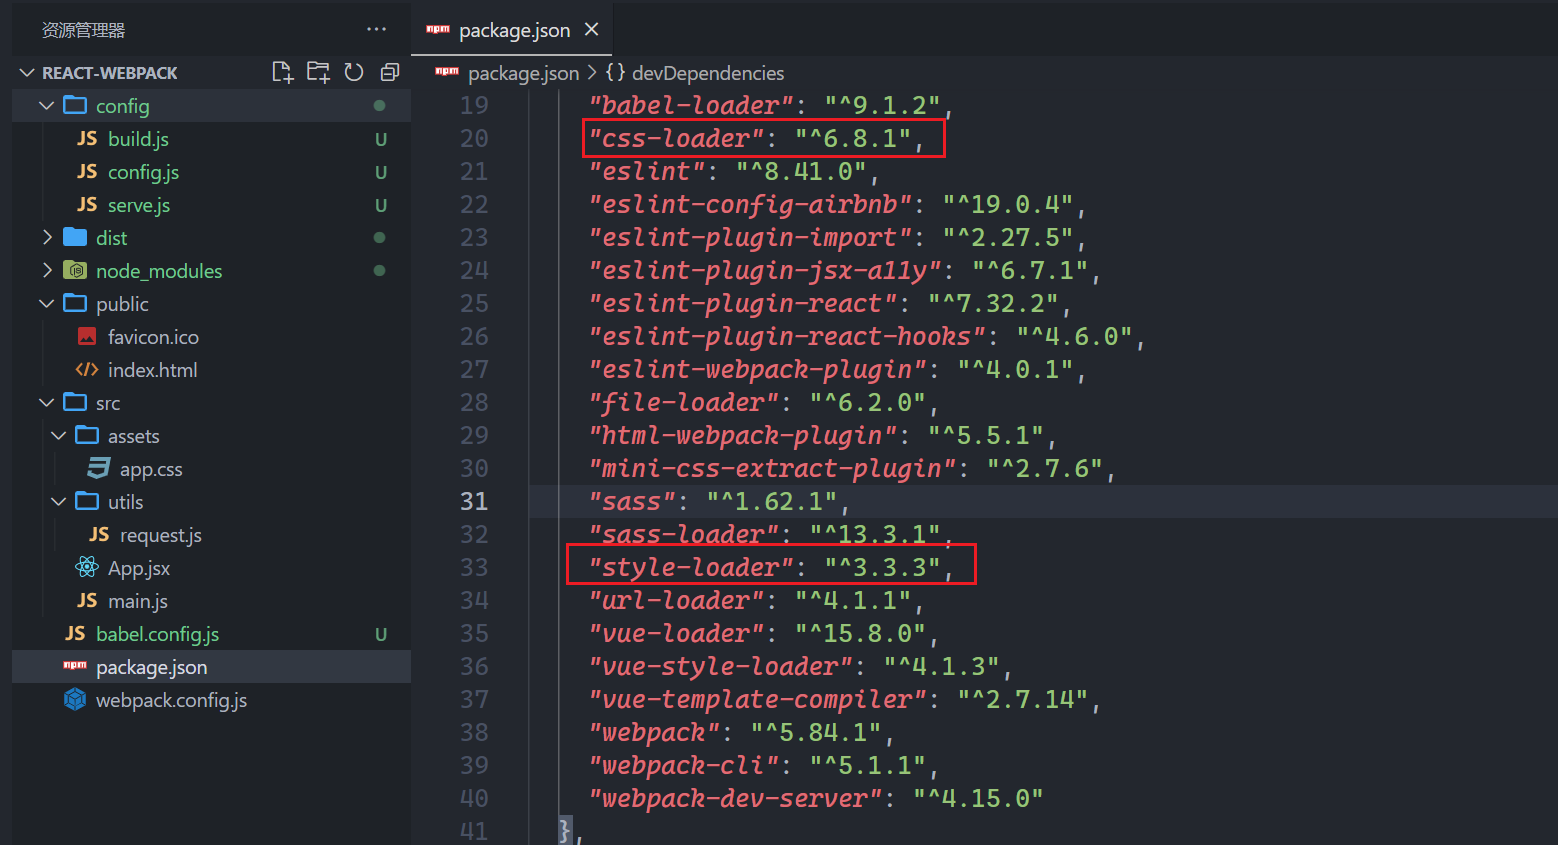 资源管理器
REACT-WEBPACK
config
JS build.js U
JS config.js U
JS serve.js U
dist
node_modules
public
favicon.ico
index.html
src
assets
app.css
utils
JS request.js
App.jsx
JS main.js
JS babel.config.js U
npm package.json
webpack.config.js
npm package.json ×
npm package.json > {} devDependencies
19 "babel-loader": "^9.1.2",
20 "css-loader": "^6.8.1",
21 "eslint": "^8.41.0",
22 "eslint-config-airbnb": "^19.0.4",
23 "eslint-plugin-import": "^2.27.5",
24 "eslint-plugin-jsx-a11y": "^6.7.1",
25 "eslint-plugin-react": "^7.32.2",
26 "eslint-plugin-react-hooks": "^4.6.0",
27 "eslint-webpack-plugin": "^4.0.1",
28 "file-loader": "^6.2.0",
29 "html-webpack-plugin": "^5.5.1",
30 "mini-css-extract-plugin": "^2.7.6",
31 "sass": "^1.62.1",
32 "sass-loader": "^13.3.1",
33 "style-loader": "^3.3.3",
34 "url-loader": "^4.1.1",
35 "vue-loader": "^15.8.0",
36 "vue-style-loader": "^4.1.3",
37 "vue-template-compiler": "^2.7.14",
38 "webpack": "^5.84.1",
39 "webpack-cli": "^5.1.1",
40 "webpack-dev-server": "^4.15.0"
41 },